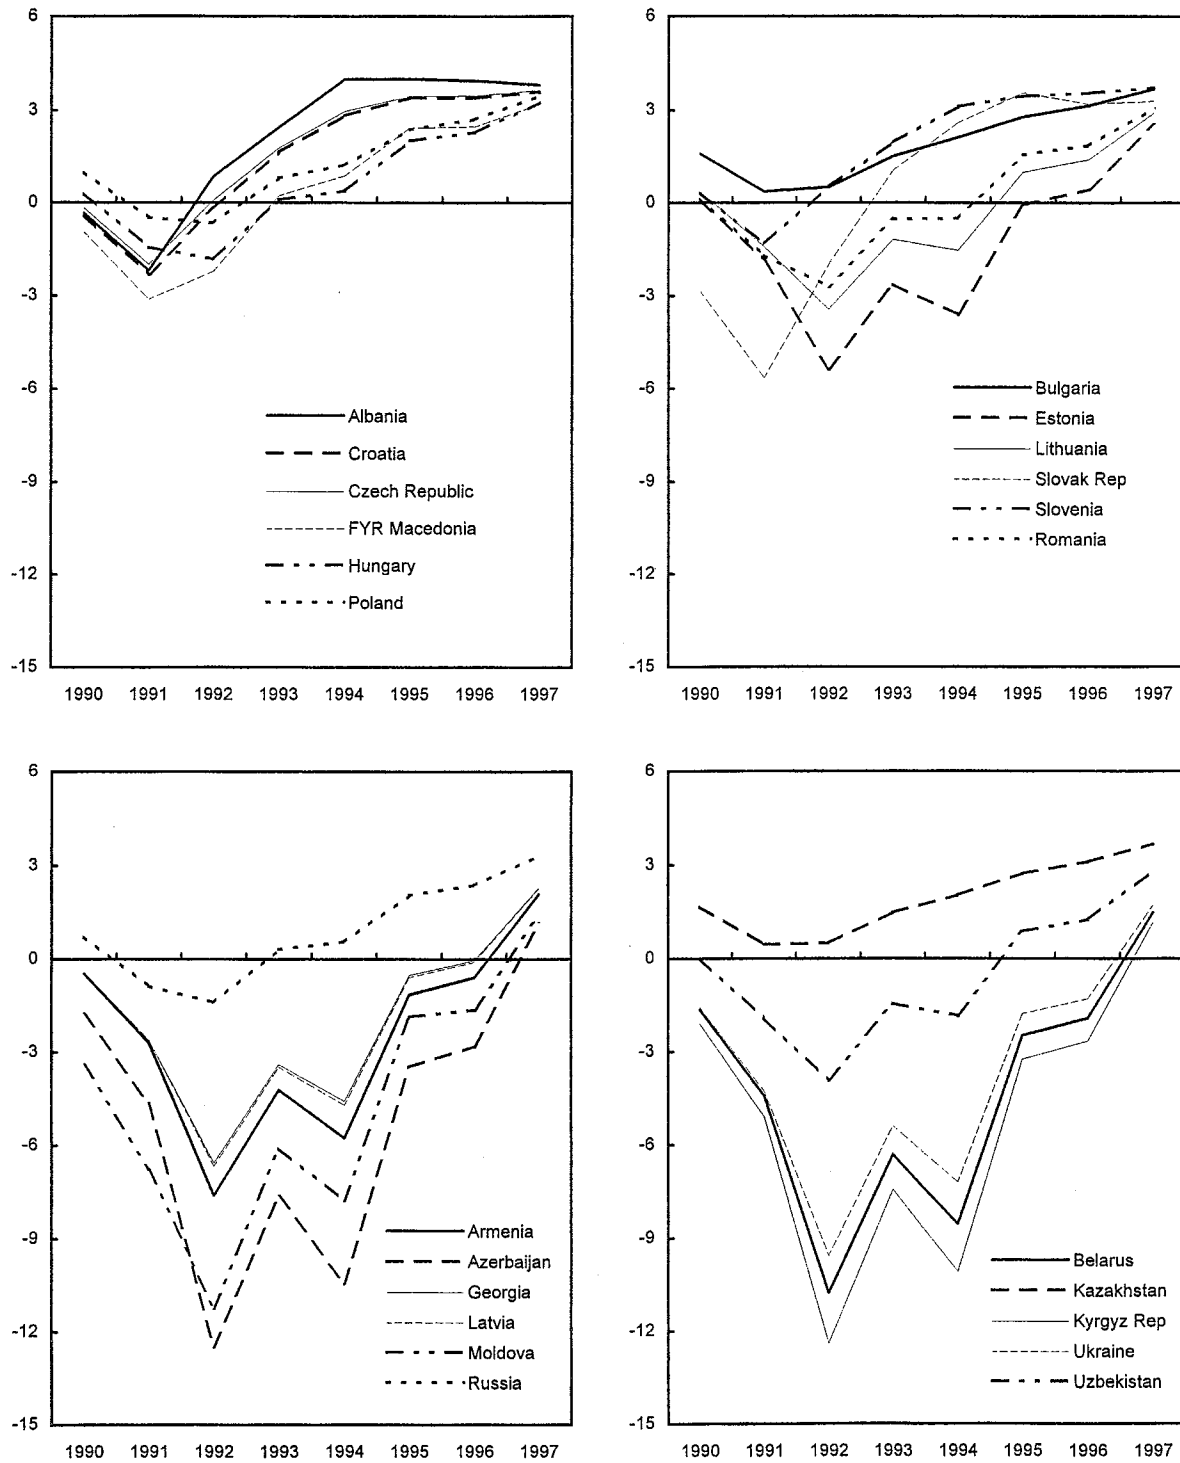 6
3
0
-3
-6
-9
-12
-15
Albania
Croatia
Czech Republic
FYR Macedonia
Hungary
Poland
1990 1991 1992 1993 1994 1995 1996 1997
6
3
0
-3
-6
-9
-12
-15
Bulgaria
Estonia
Lithuania
Slovak Rep
Slovenia
Romania
1990 1991 1992 1993 1994 1995 1996 1997
6
3
0
-3
-6
-9
-12
-15
Armenia
Azerbaijan
Georgia
Latvia
Moldova
Russia
1990 1991 1992 1993 1994 1995 1996 1997
6
3
0
-3
-6
-9
-12
-15
Belarus
Kazakhstan
Kyrgyz Rep
Ukraine
Uzbekistan
1990 1991 1992 1993 1994 1995 1996 1997